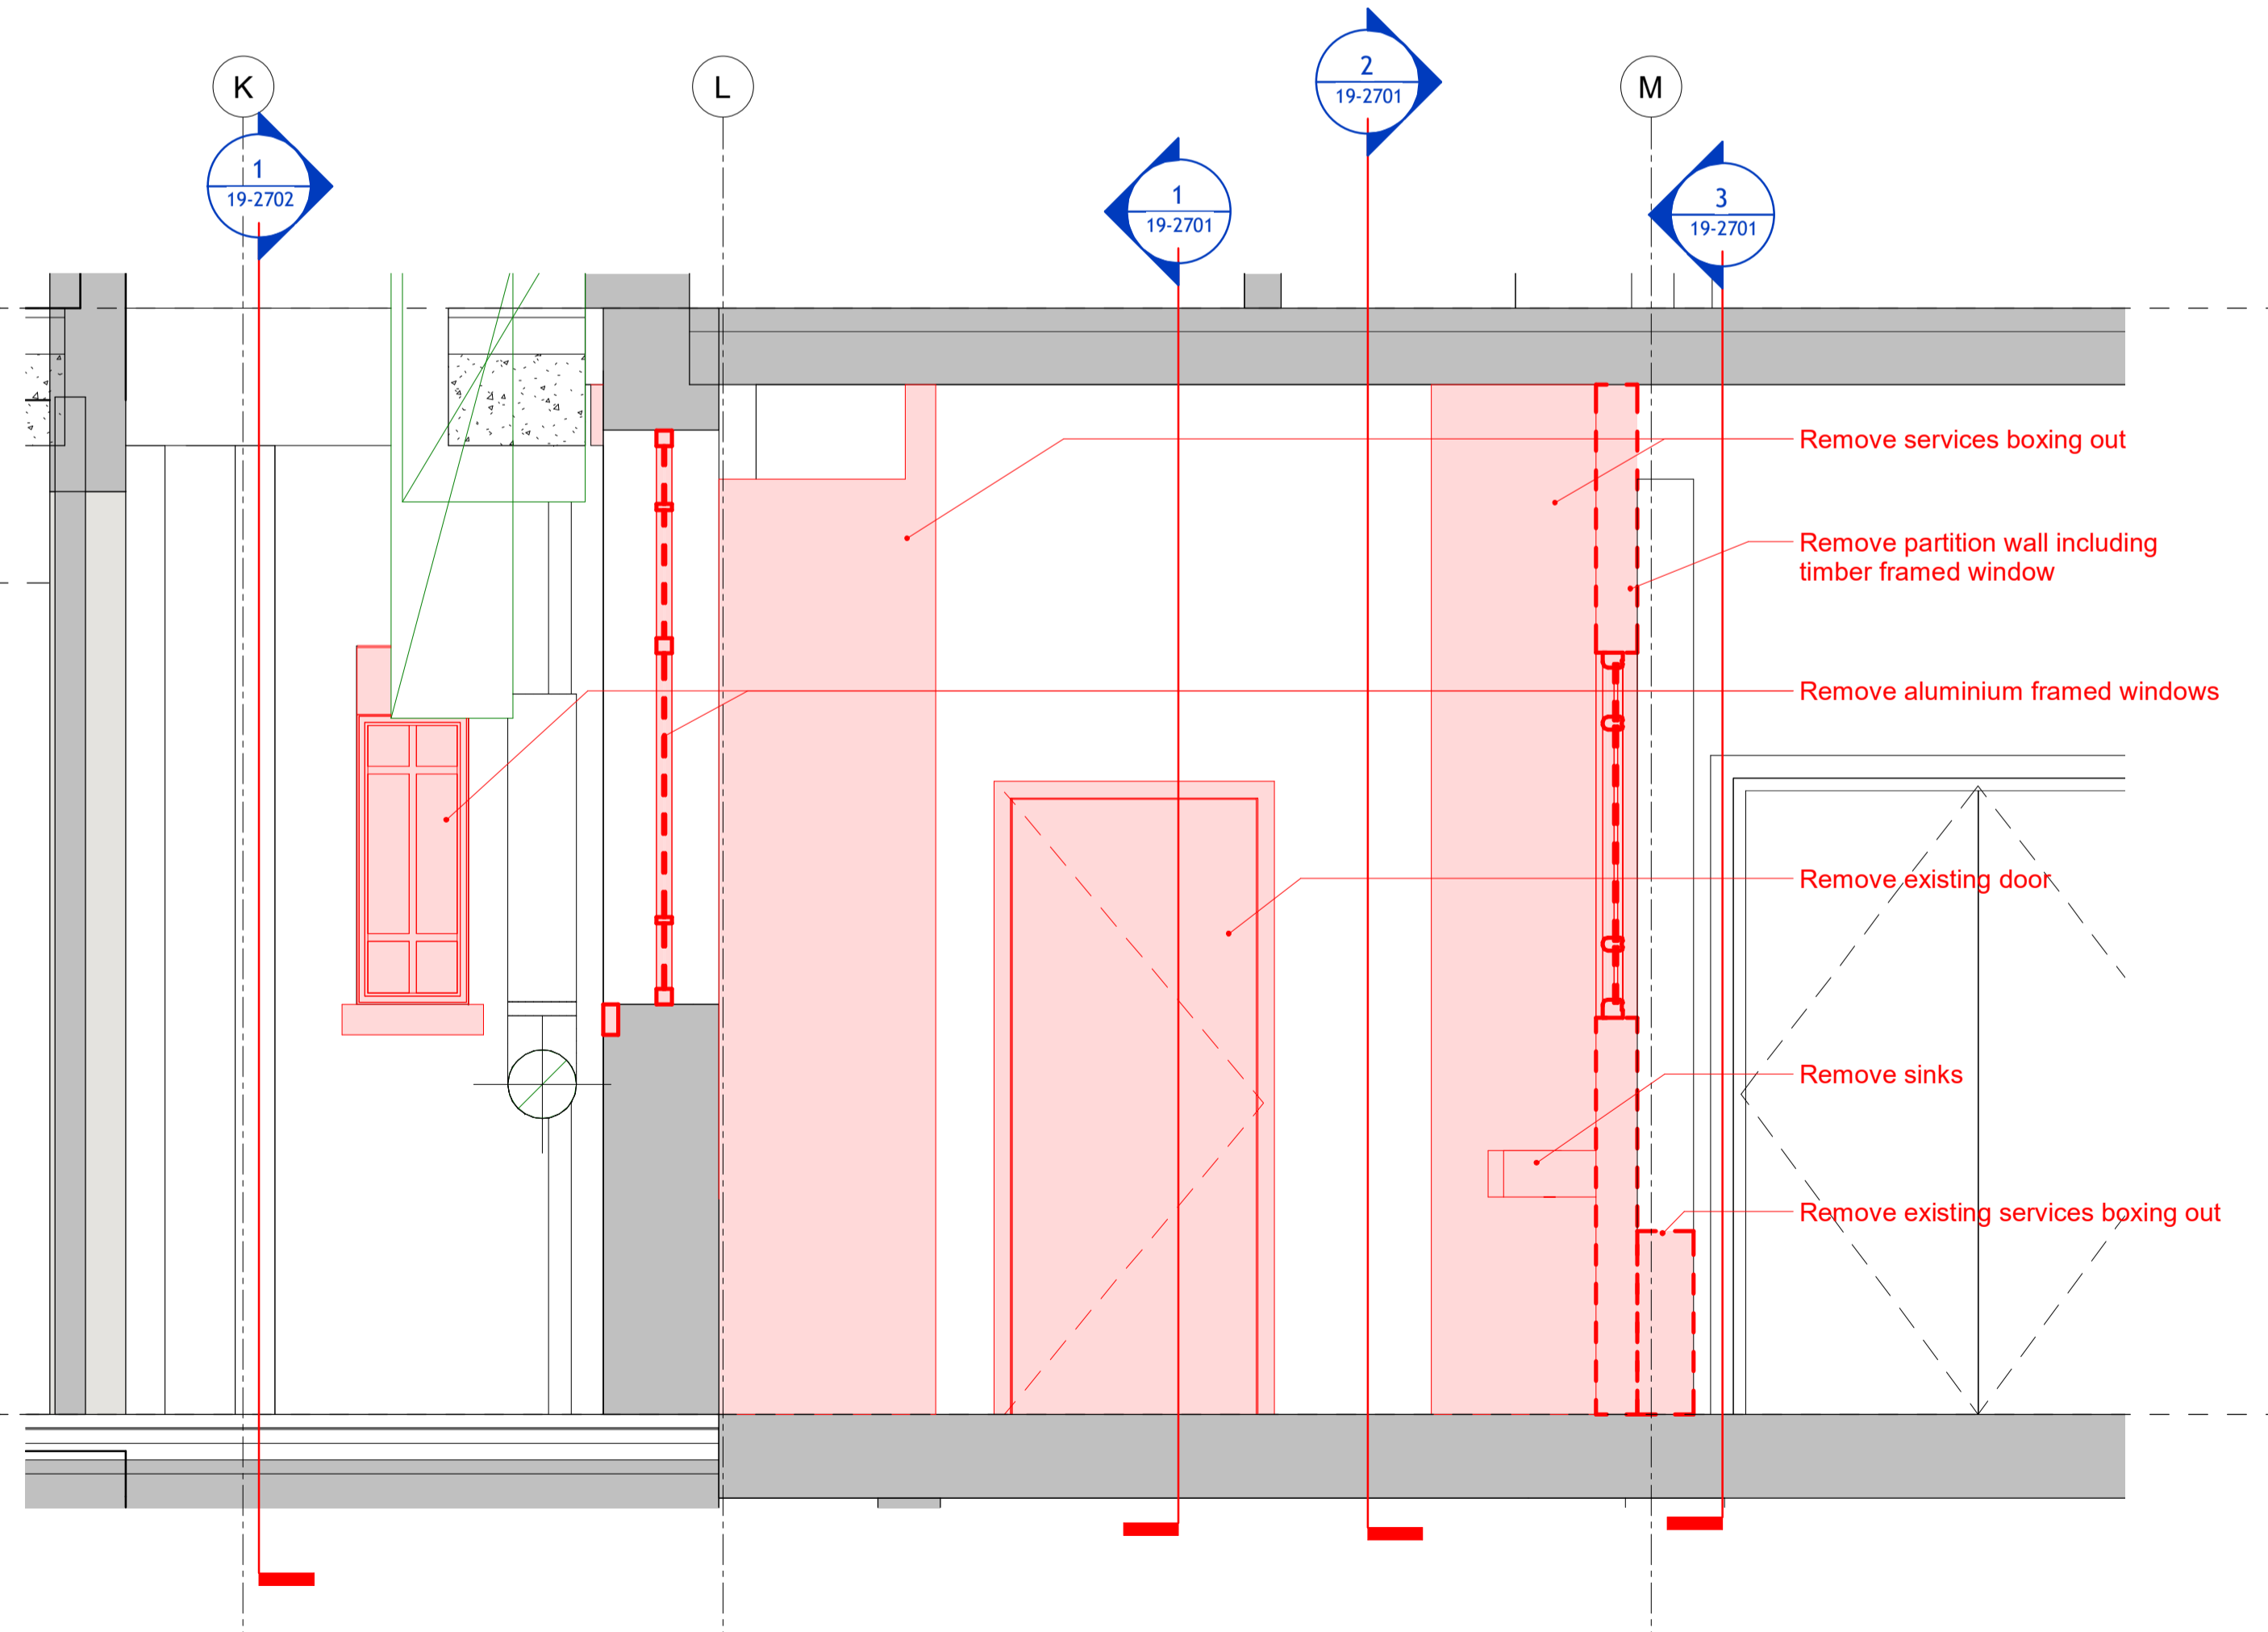 2
19-2701
K
L
M
1
19-2702
1
19-2701
3
19-2701
Remove services boxing out
Remove partition wall including
timber framed window
Remove aluminium framed windows
Remove existing door
Remove sinks
Remove existing services boxing out